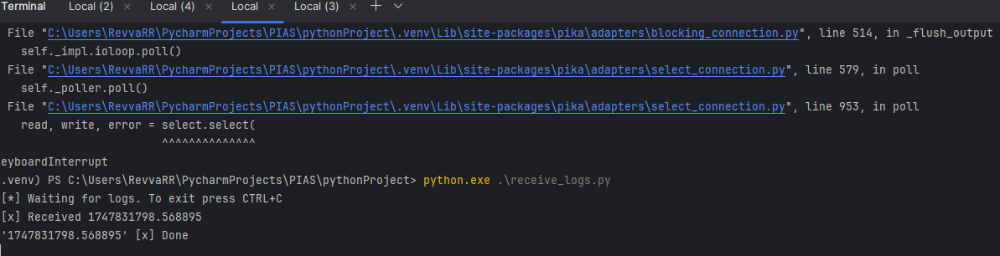 Terminal Local (2) × Local (4) × Local × Local (3) ×
File "C:\Users\RevvaRR\PycharmProjects\PIAS\pythonProject\.venv\Lib\site-packages\pika\adapters\blocking_connection.py", line 514, in _flush_output
self._impl.ioloop.poll()
File "C:\Users\RevvaRR\PycharmProjects\PIAS\pythonProject\.venv\Lib\site-packages\pika\adapters\select_connection.py", line 579, in poll
self._poller.poll()
File "C:\Users\RevvaRR\PycharmProjects\PIAS\pythonProject\.venv\Lib\site-packages\pika\adapters\select_connection.py", line 953, in poll
read, write, error = select.select(
^^^^^^^^^^^^^^
eyboardInterrupt
.venv) PS C:\Users\RevvaRR\PycharmProjects\PIAS\pythonProject> python.exe .\receive_logs.py
[*] Waiting for logs. To exit press CTRL+C
[x] Received 1747831798.568895
'1747831798.568895' [x] Done